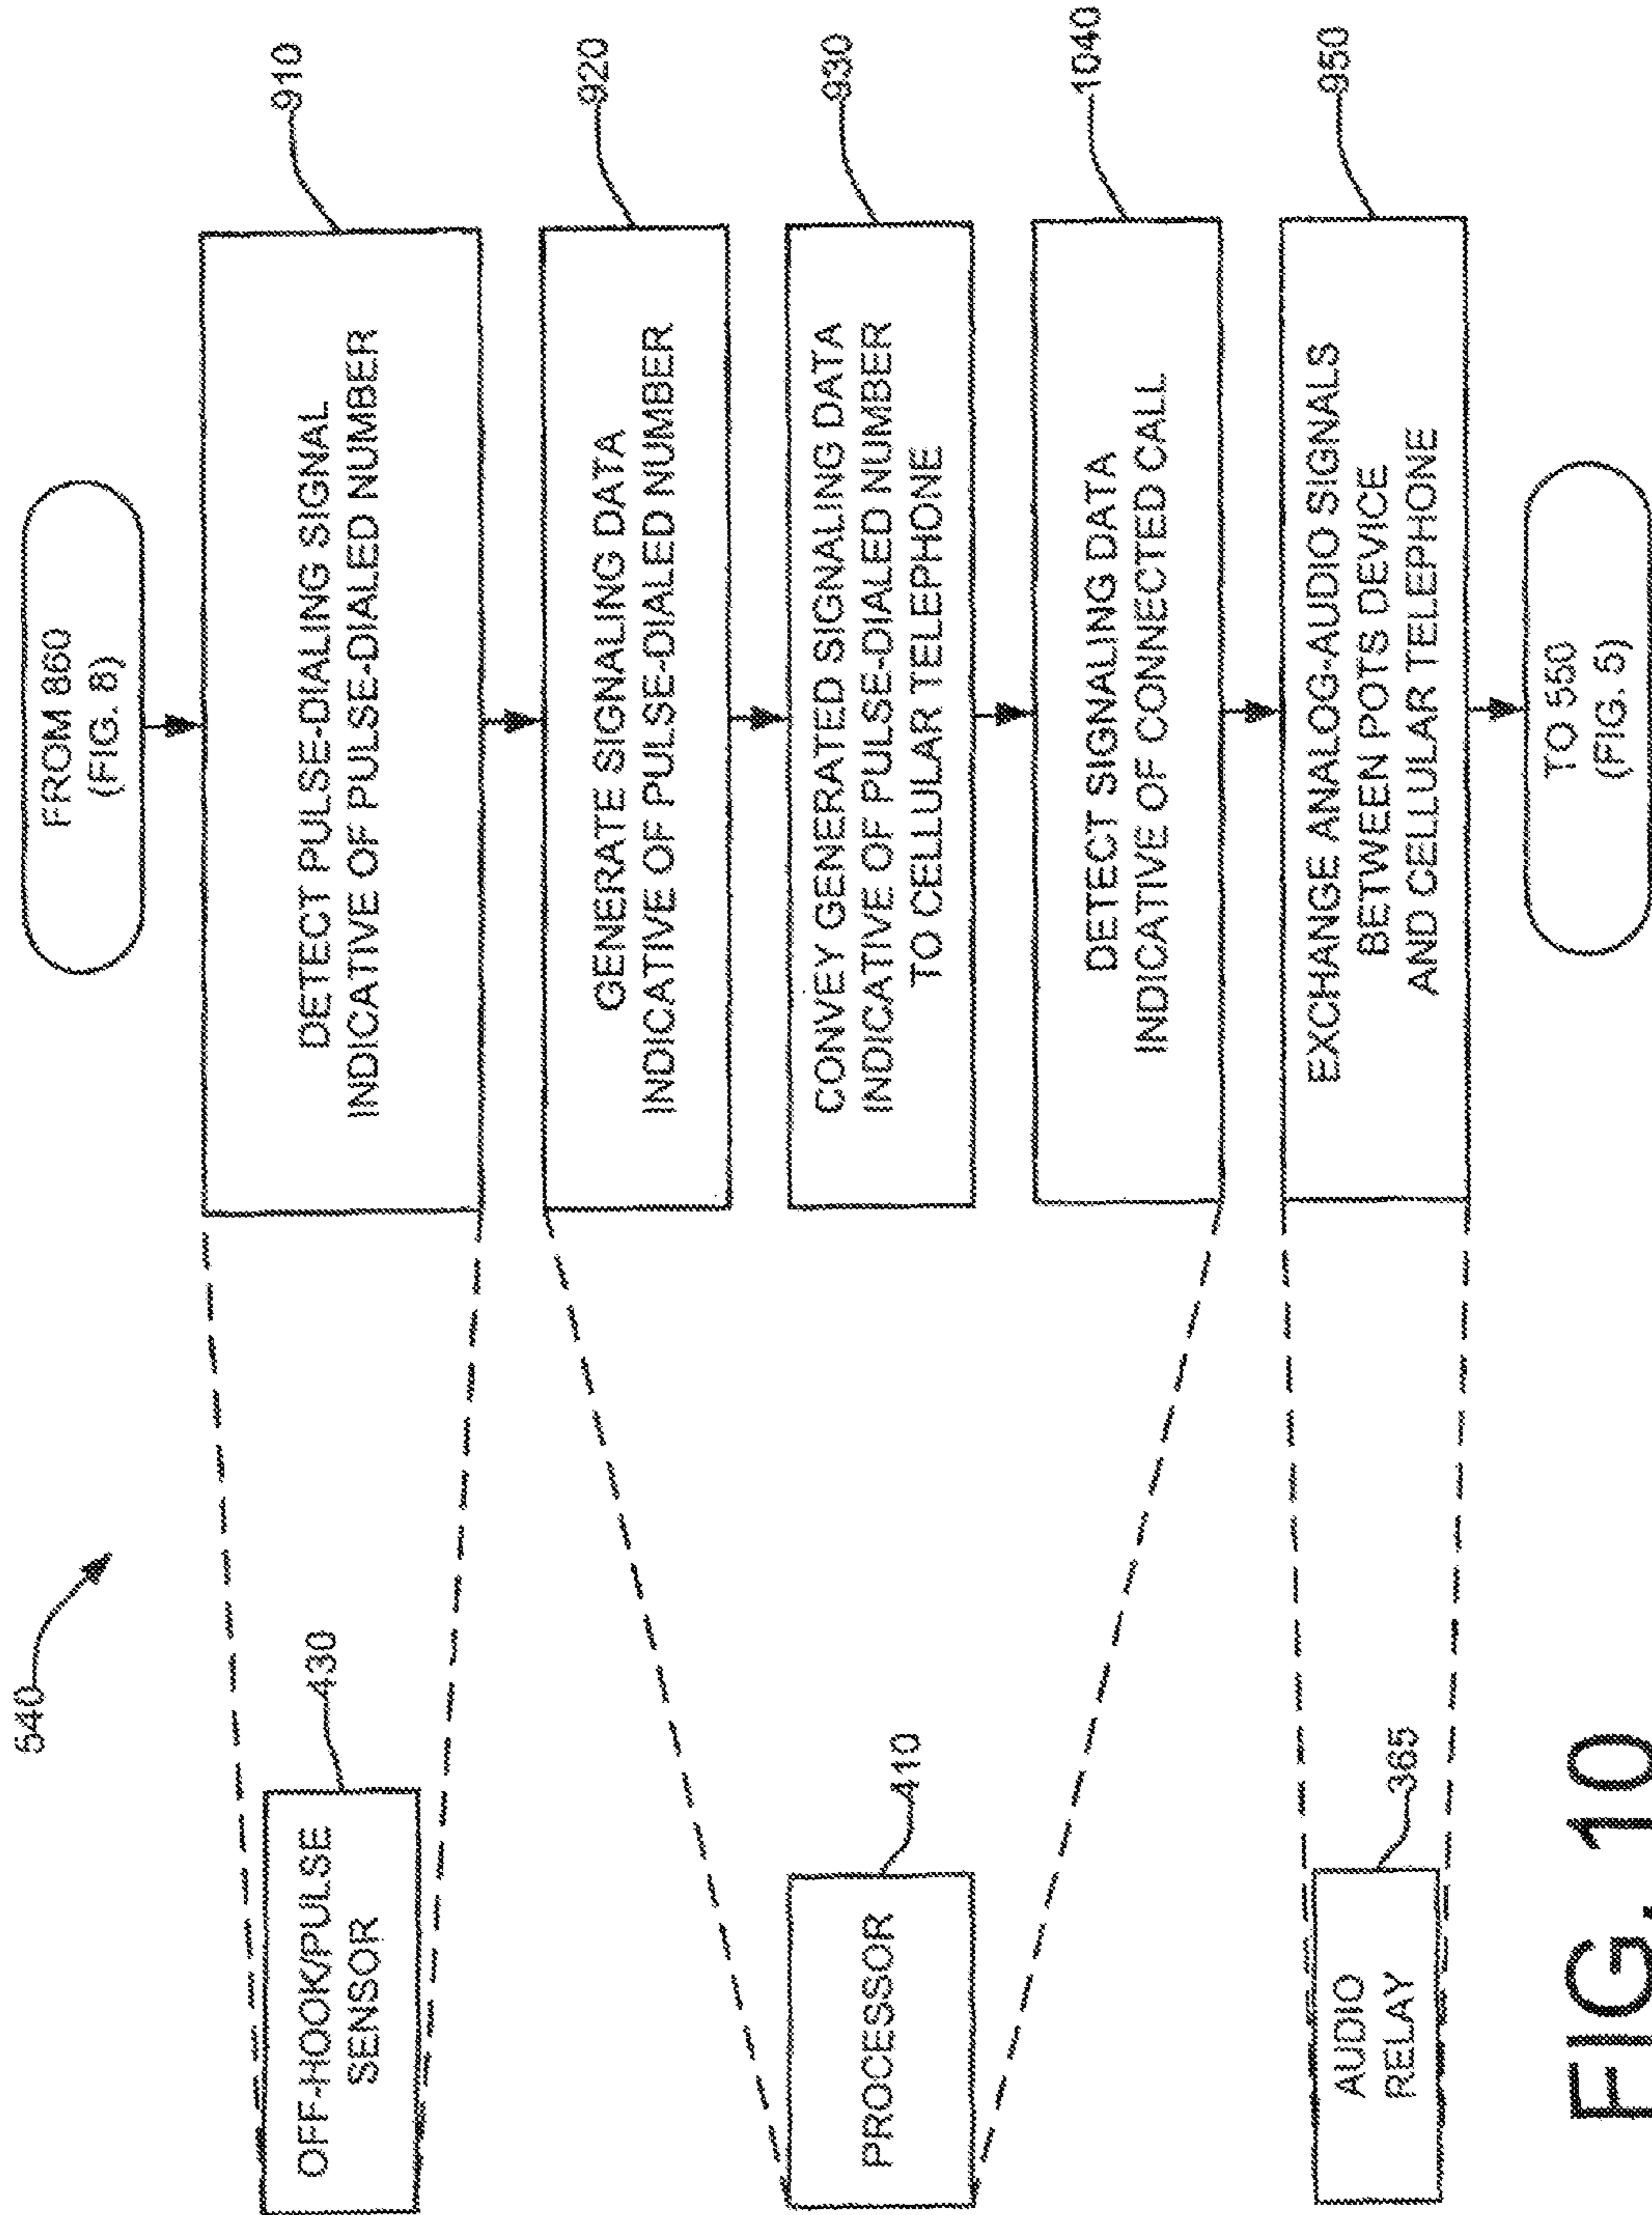 540
FROM 860
(FIG. 8)
910
DETECT PULSE-DIALING SIGNAL
INDICATIVE OF PULSE-DIALED NUMBER
920
GENERATE SIGNALING DATA
INDICATIVE OF PULSE-DIALED NUMBER
930
CONVEY GENERATED SIGNALING DATA
INDICATIVE OF PULSE-DIALED NUMBER
TO CELLULAR TELEPHONE
1040
DETECT SIGNALING DATA
INDICATIVE OF CONNECTED CALL
950
EXCHANGE ANALOG-AUDIO SIGNALS
BETWEEN POTS DEVICE
AND CELLULAR TELEPHONE
TO 550
(FIG. 5)
430
OFF-HOOK/PULSE
SENSOR
410
PROCESSOR
365
AUDIO
RELAY
FIG. 10